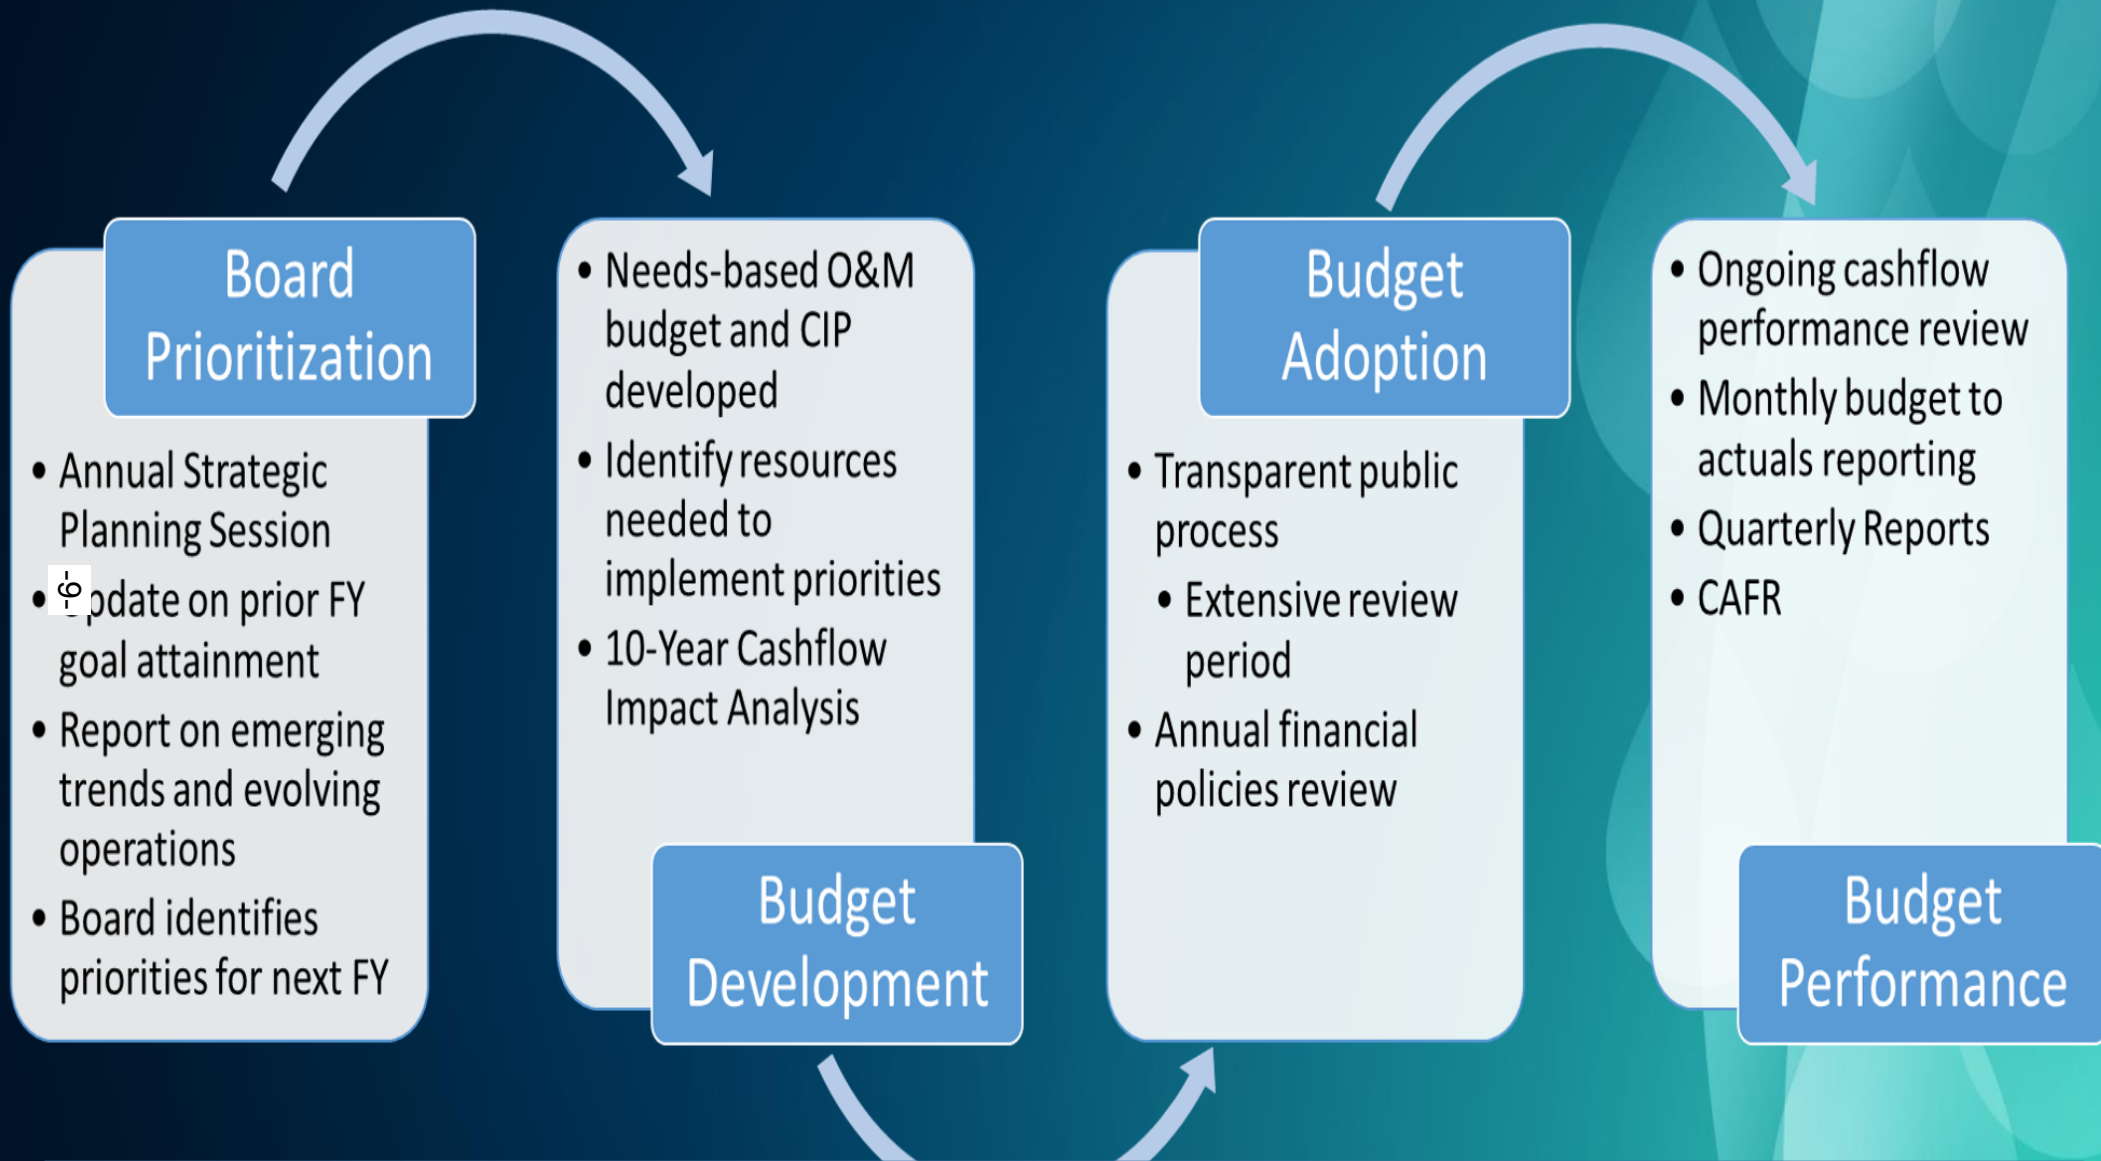 Board
Prioritization
• Annual Strategic
Planning Session
• Update on prior FY
goal attainment
• Report on emerging
trends and evolving
operations
• Board identifies
priorities for next FY
• Needs-based O&M
budget and CIP
developed
• Identify resources
needed to
implement priorities
• 10-Year Cashflow
Impact Analysis
Budget
Development
Budget
Adoption
• Transparent public
process
• Extensive review
period
• Annual financial
policies review
• Ongoing cashflow
performance review
• Monthly budget to
actuals reporting
• Quarterly Reports
• CAFR
Budget
Performance